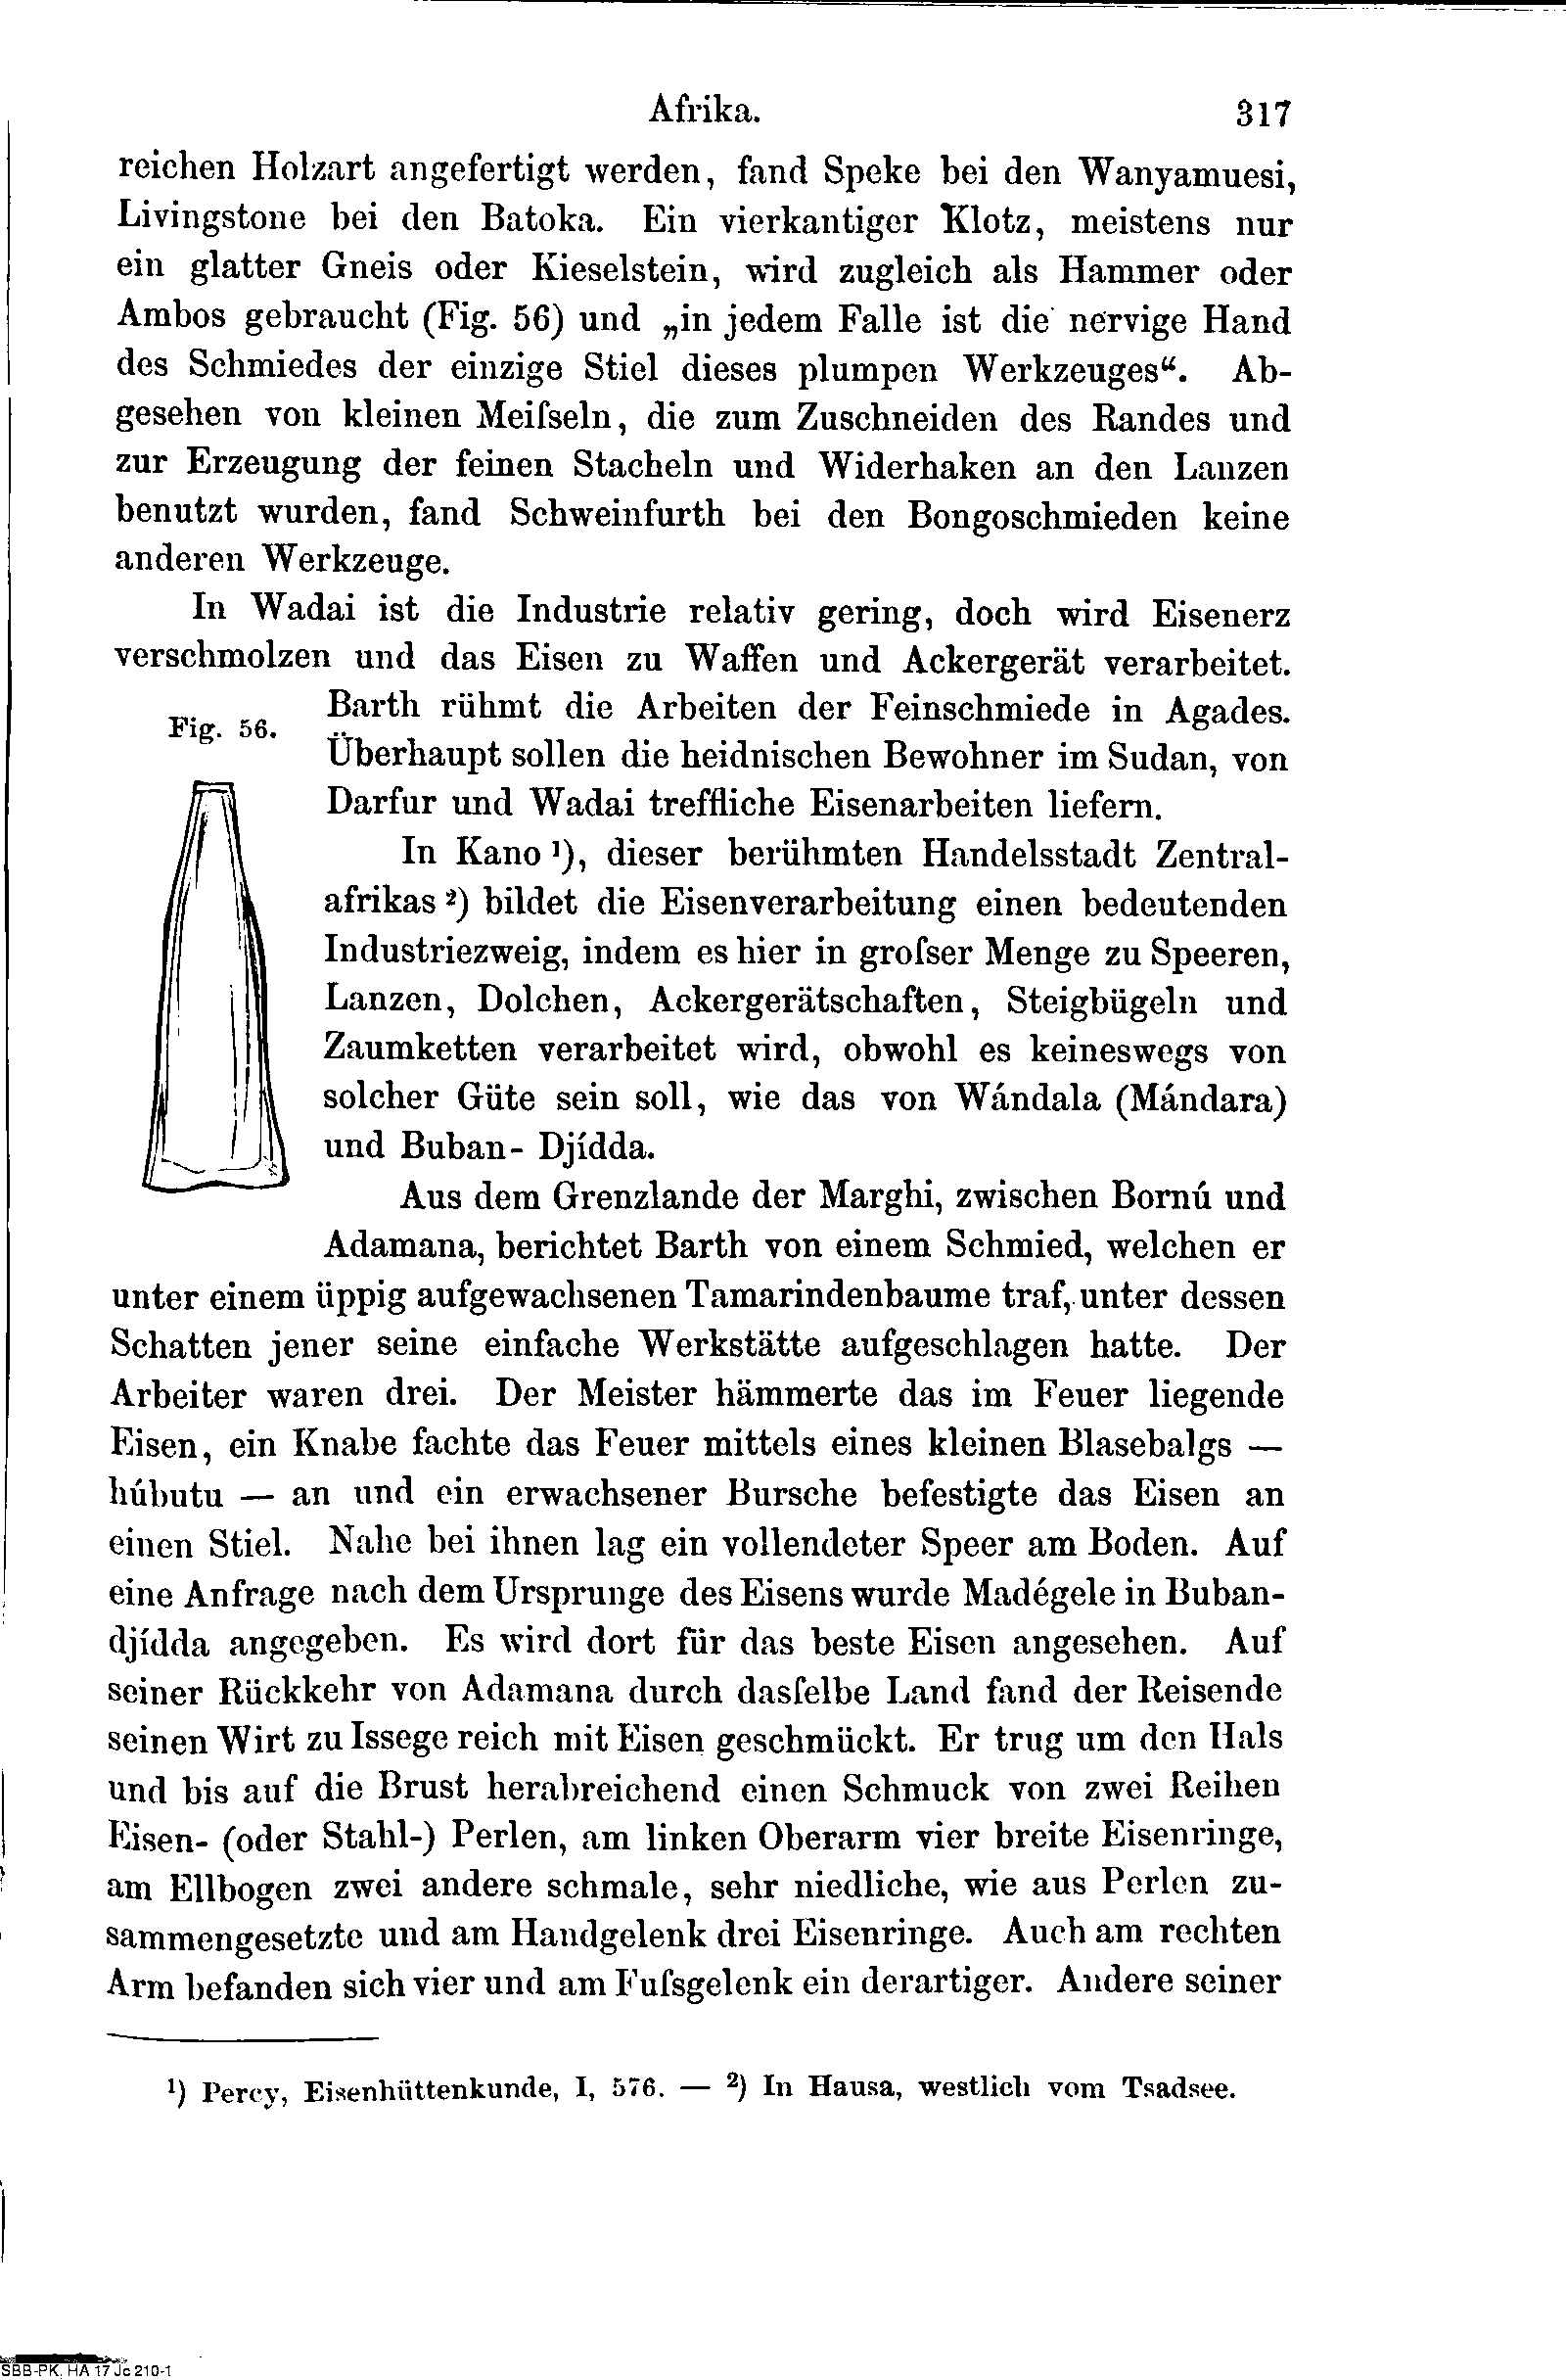 Afrika. 317
reichen Holzart angefertigt werden, fand Speke bei den Wanyamuesi,
Livingstone bei den Batoka. Ein vierkantiger Klotz, meistens nur
ein glatter Gneis oder Kieselstein, wird zugleich als Hammer oder
Ambos gebraucht (Fig. 56) und „in jedem Falle ist die nervige Hand
des Schmiedes der einzige Stiel dieses plumpen Werkzeuges“. Ab-
gesehen von kleinen Meiſseln, die zum Zuschneiden des Randes und
zur Erzeugung der feinen Stacheln und Widerhaken an den Lanzen
benutzt wurden, fand Schweinfurth bei den Bongoschmieden keine
anderen Werkzeuge.
In Wadai ist die Industrie relativ gering, doch wird Eisenerz
verschmolzen und das Eisen zu Waffen und Ackergerät verarbeitet.
Barth rühmt die Arbeiten der Feinschmiede in Agades.
Fig. 56.
Überhaupt sollen die heidnischen Bewohner im Sudan, von
Darfur und Wadai treffliche Eisenarbeiten liefern.
In Kano ¹), dieser berühmten Handelsstadt Zentral-
afrikas ²) bildet die Eisenverarbeitung einen bedeutenden
Industriezweig, indem es hier in groſser Menge zu Speeren,
Lanzen, Dolchen, Ackergerätschaften, Steigbügeln und
Zaumketten verarbeitet wird, obwohl es keineswegs von
solcher Güte sein soll, wie das von Wándala (Mándara)
und Buban- Djídda.
Aus dem Grenzlande der Marghi, zwischen Bornú und
Adamana, berichtet Barth von einem Schmied, welchen er
unter einem üppig aufgewachsenen Tamarindenbaume traf, unter dessen
Schatten jener seine einfache Werkstätte aufgeschlagen hatte. Der
Arbeiter waren drei. Der Meister hämmerte das im Feuer liegende
Eisen, ein Knabe fachte das Feuer mittels eines kleinen Blasebalgs —
húbutu — an und ein erwachsener Bursche befestigte das Eisen an
einen Stiel. Nahe bei ihnen lag ein vollendeter Speer am Boden. Auf
eine Anfrage nach dem Ursprunge des Eisens wurde Madégele in Buban-
djídda angegeben. Es wird dort für das beste Eisen angesehen. Auf
seiner Rückkehr von Adamana durch dasſelbe Land fand der Reisende
seinen Wirt zu Issege reich mit Eisen geschmückt. Er trug um den Hals
und bis auf die Brust herabreichend einen Schmuck von zwei Reihen
Eisen- (oder Stahl-) Perlen, am linken Oberarm vier breite Eisenringe,
am Ellbogen zwei andere schmale, sehr niedliche, wie aus Perlen zu-
sammengesetzte und am Handgelenk drei Eisenringe. Auch am rechten
Arm befanden sich vier und am Fuſsgelenk ein derartiger. Andere seiner
¹) Percy, Eisenhüttenkunde, I, 576. — ²) In Hausa, westlich vom Tsadsee.
SBB-PK, HA 17 Jc 210-1